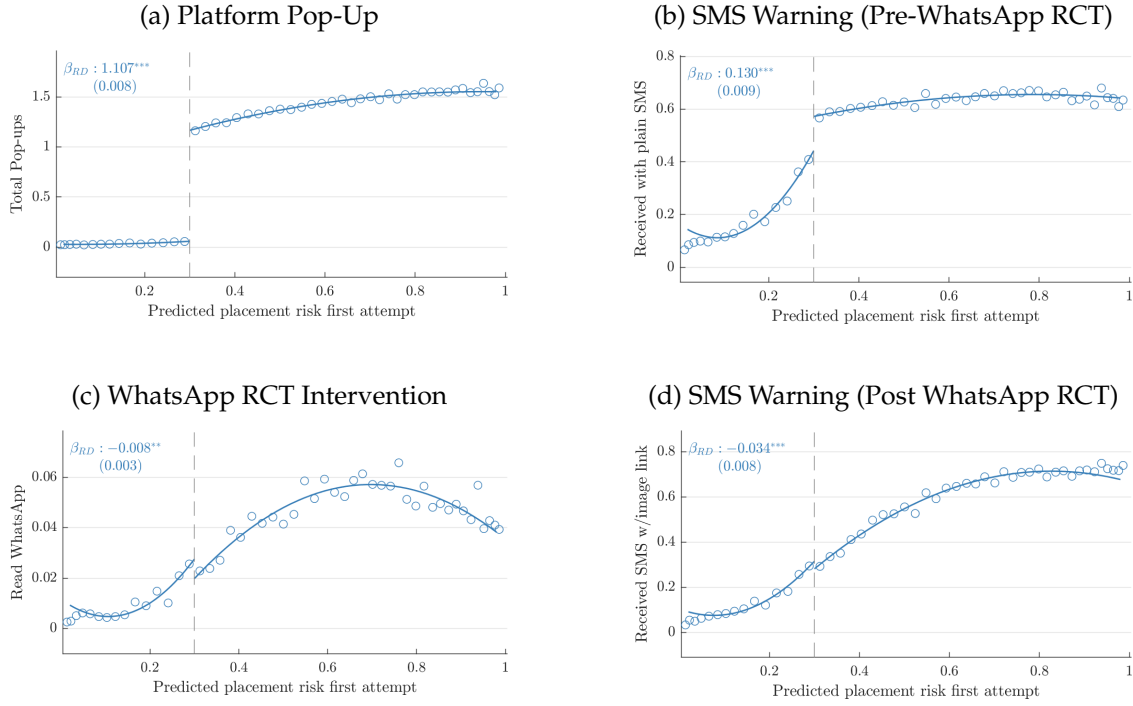 (a) Platform Pop-Up
β_RD : 1.107***
(0.008)
1.5
1
0.5
0
Total Pop-ups
0.2 0.4 0.6 0.8 1
Predicted placement risk first attempt
(b) SMS Warning (Pre-WhatsApp RCT)
0.8
β_RD : 0.130***
(0.009)
0.6
0.4
0.2
0
Received with plain SMS
0.2 0.4 0.6 0.8 1
Predicted placement risk first attempt
(c) WhatsApp RCT Intervention
β_RD : −0.008**
(0.003)
0.06
0.04
0.02
0
Read WhatsApp
0.2 0.4 0.6 0.8 1
Predicted placement risk first attempt
(d) SMS Warning (Post WhatsApp RCT)
0.8
β_RD : −0.034***
(0.008)
0.6
0.4
0.2
0
Received SMS w/image link
0.2 0.4 0.6 0.8 1
Predicted placement risk first attempt